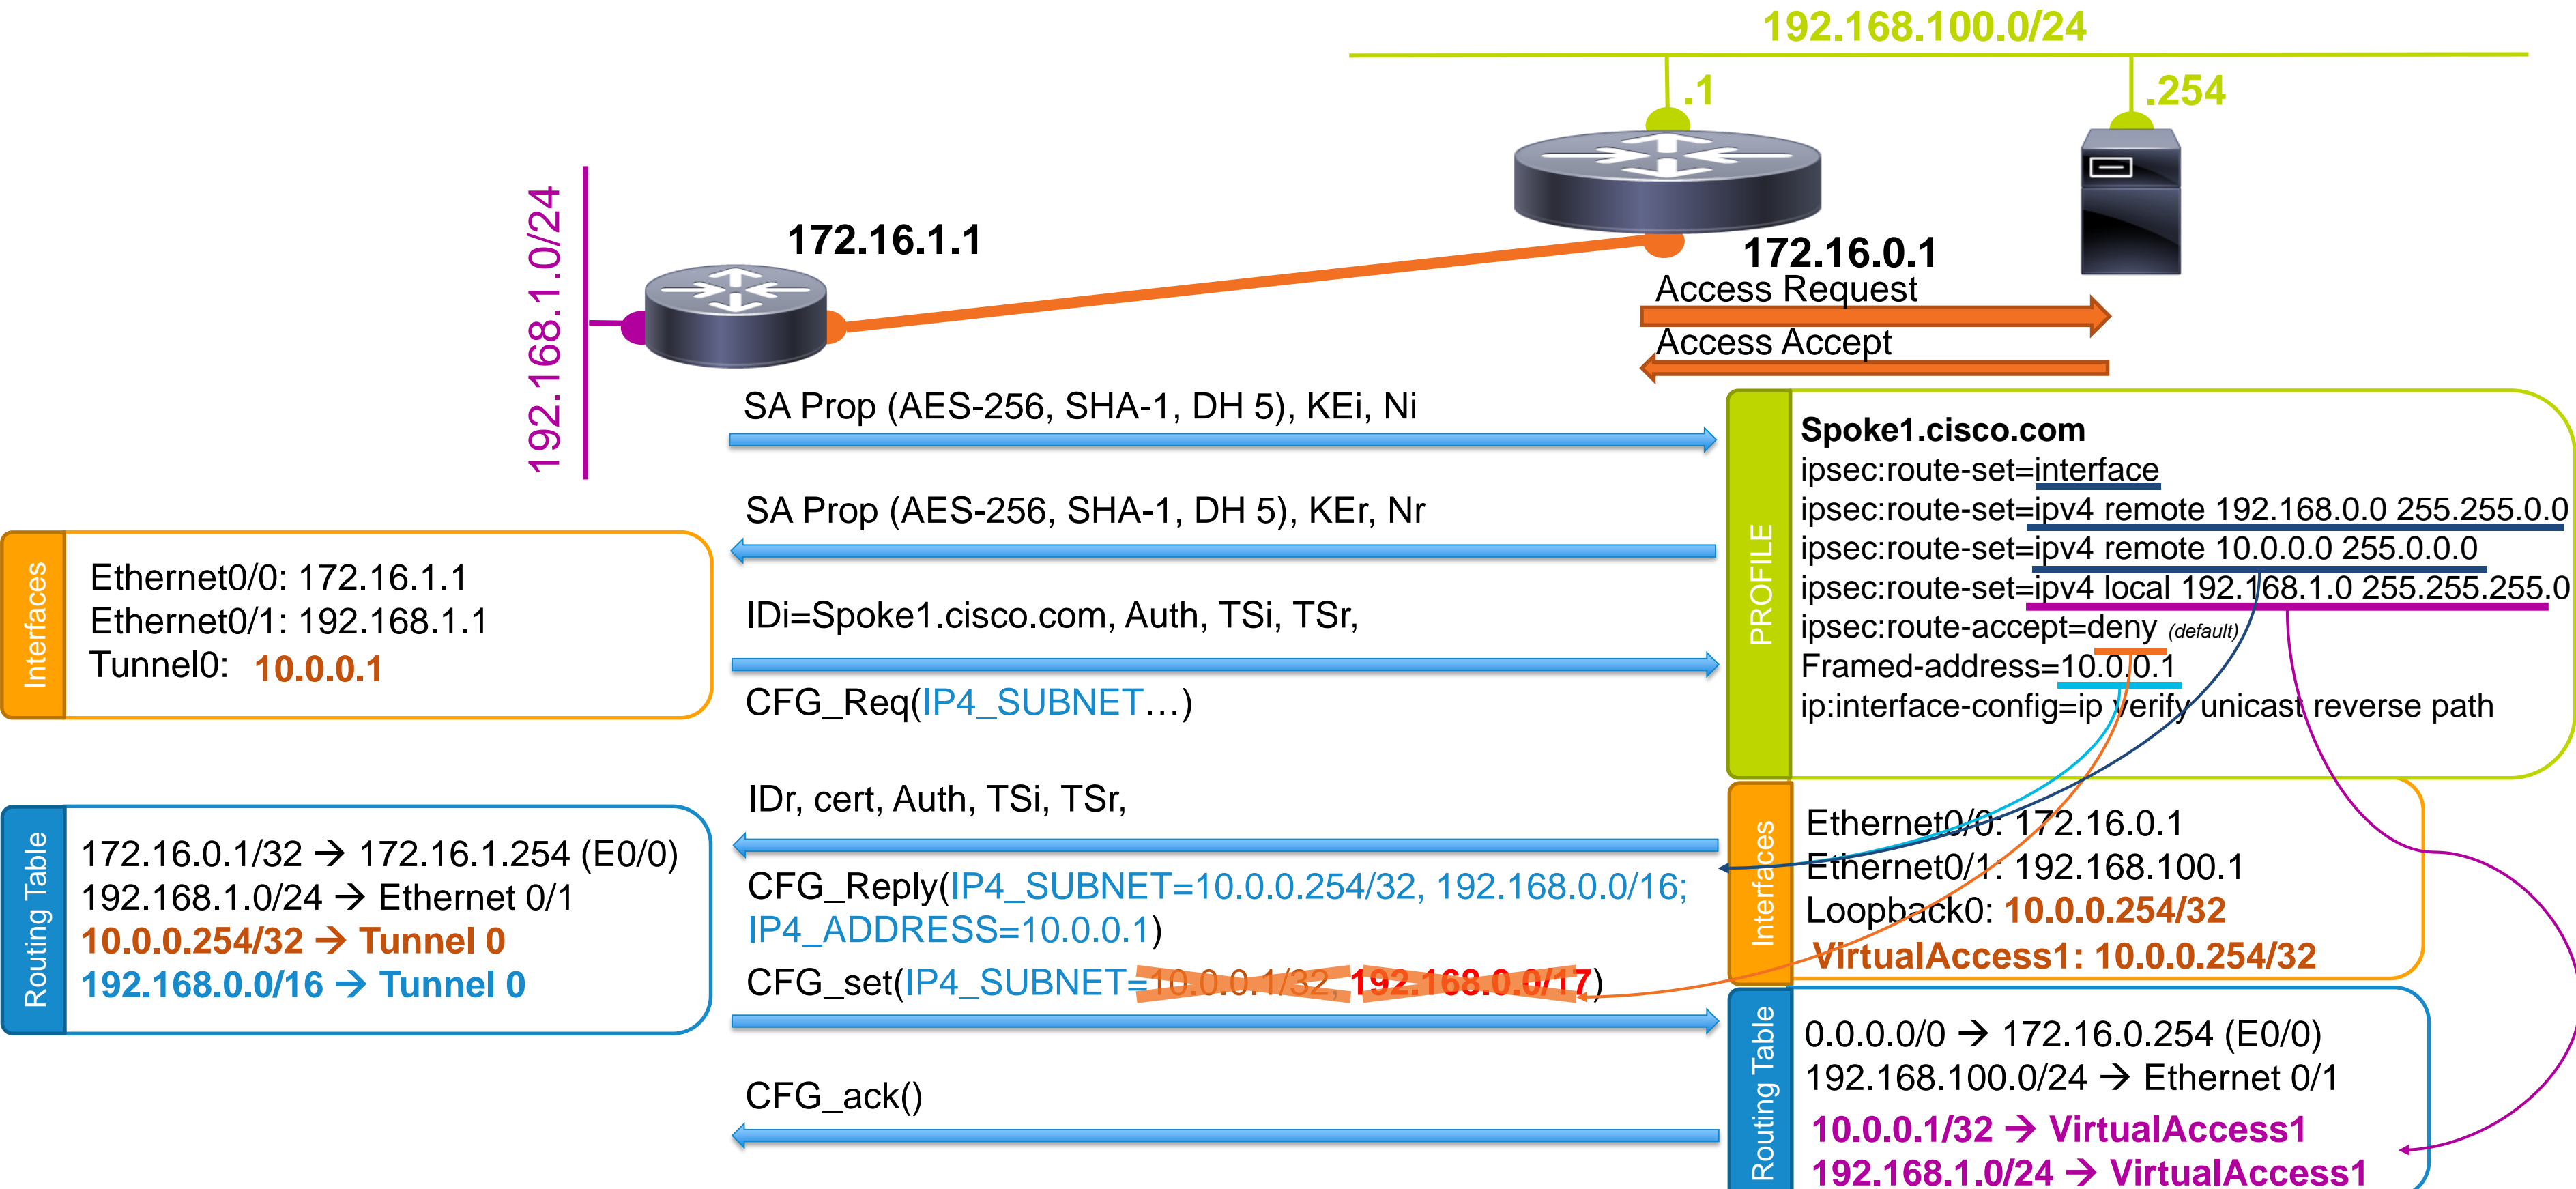 192.168.100.0/24
.1
.254
192.168.1.0/24
172.16.1.1
172.16.0.1
Access Request
Access Accept
SA Prop (AES-256, SHA-1, DH 5), KEi, Ni
SA Prop (AES-256, SHA-1, DH 5), KEr, Nr
IDi=Spoke1.cisco.com, Auth, TSi, TSr,
CFG_Req(IP4_SUBNET…)
IDr, cert, Auth, TSi, TSr,
CFG_Reply(IP4_SUBNET=10.0.0.254/32, 192.168.0.0/16;
IP4_ADDRESS=10.0.0.1)
CFG_set(IP4_SUBNET=10.0.0.1/32, 192.168.0.0/17)
CFG_ack()
Interfaces
Ethernet0/0: 172.16.1.1
Ethernet0/1: 192.168.1.1
Tunnel0: 10.0.0.1
Routing Table
172.16.0.1/32 → 172.16.1.254 (E0/0)
192.168.1.0/24 → Ethernet 0/1
10.0.0.254/32 → Tunnel 0
192.168.0.0/16 → Tunnel 0
PROFILE
Spoke1.cisco.com
ipsec:route-set=interface
ipsec:route-set=ipv4 remote 192.168.0.0 255.255.0.0
ipsec:route-set=ipv4 remote 10.0.0.0 255.0.0.0
ipsec:route-set=ipv4 local 192.168.1.0 255.255.255.0
ipsec:route-accept=deny (default)
Framed-address=10.0.0.1
ip:interface-config=ip verify unicast reverse path
Interfaces
Ethernet0/0: 172.16.0.1
Ethernet0/1: 192.168.100.1
Loopback0: 10.0.0.254/32
VirtualAccess1: 10.0.0.254/32
Routing Table
0.0.0.0/0 → 172.16.0.254 (E0/0)
192.168.100.0/24 → Ethernet 0/1
10.0.0.1/32 → VirtualAccess1
192.168.1.0/24 → VirtualAccess1